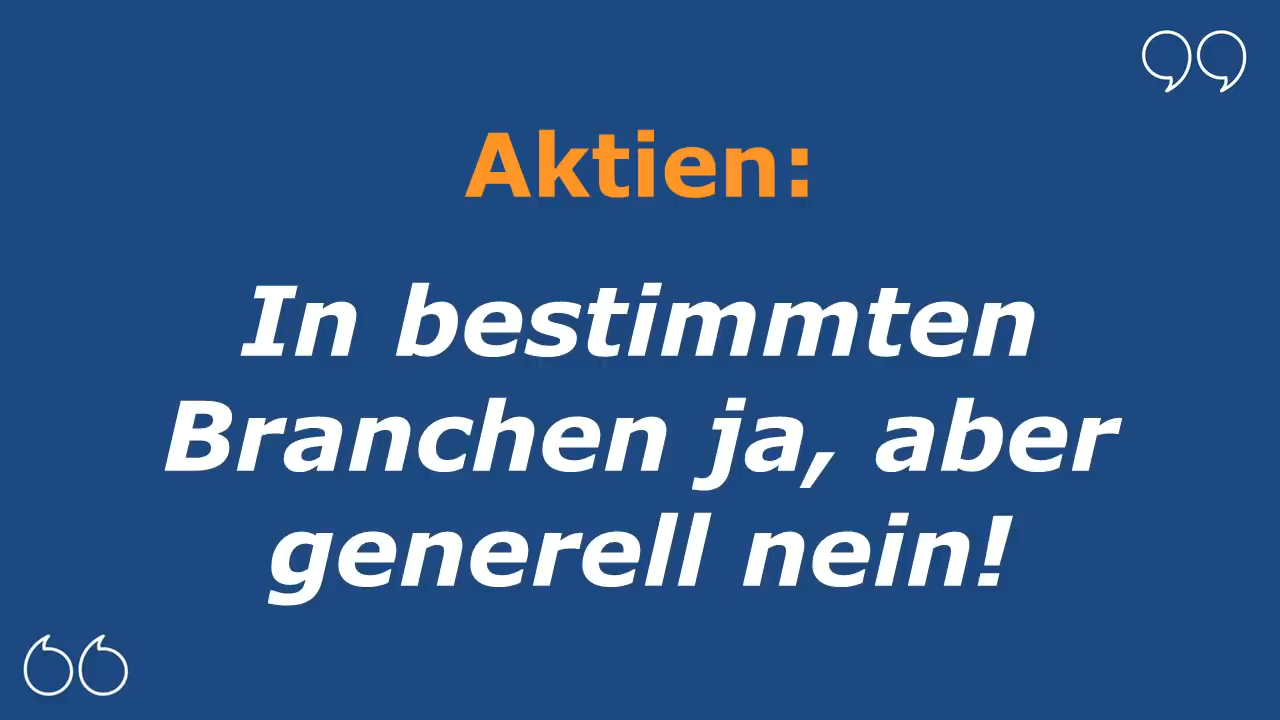 Aktien:
In bestimmten
Branchen ja, aber
generell nein!